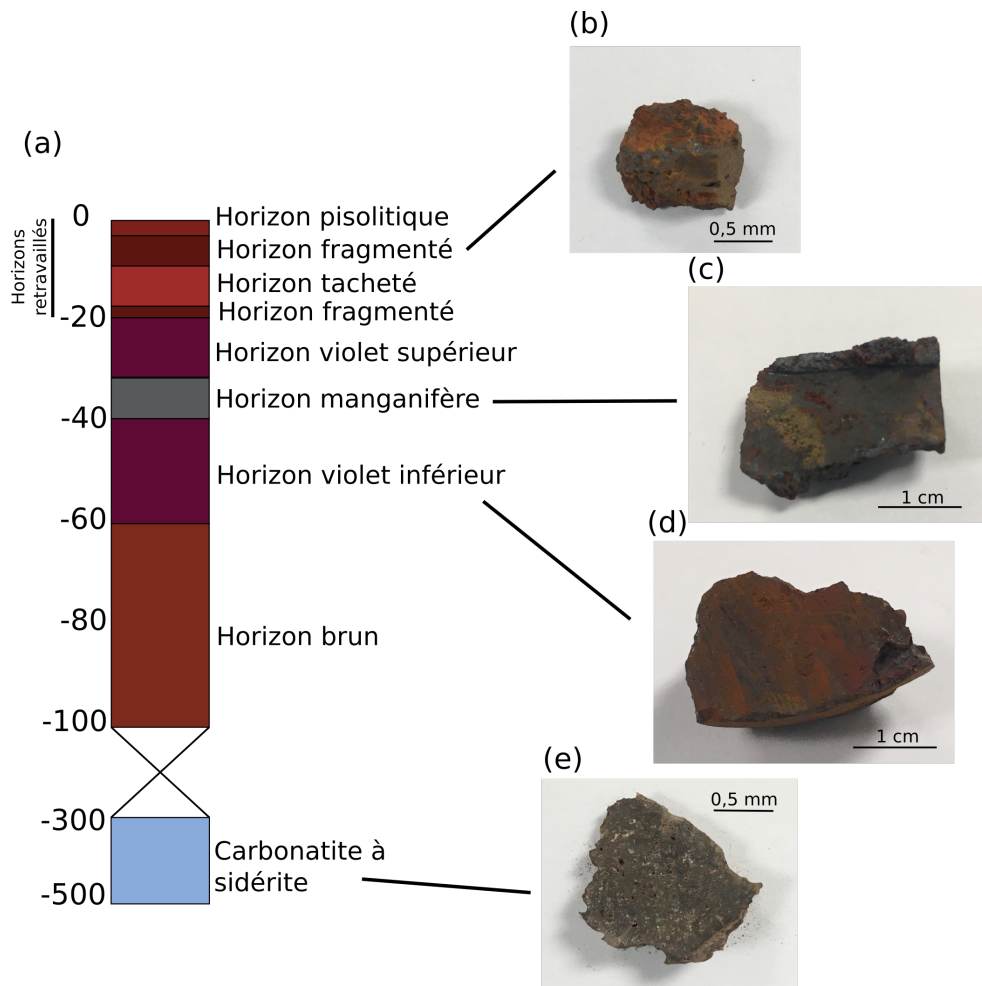 (a)
Horizons
retravaillés
0
-20
-40
-60
-80
-100
-300
-500
Horizon pisolitique
Horizon fragmenté
Horizon tacheté
Horizon fragmenté
Horizon violet supérieur
Horizon manganifère
Horizon violet inférieur
Horizon brun
Carbonatite à
sidérite
(b)
0,5 mm
(c)
1 cm
(d)
1 cm
(e)
0,5 mm